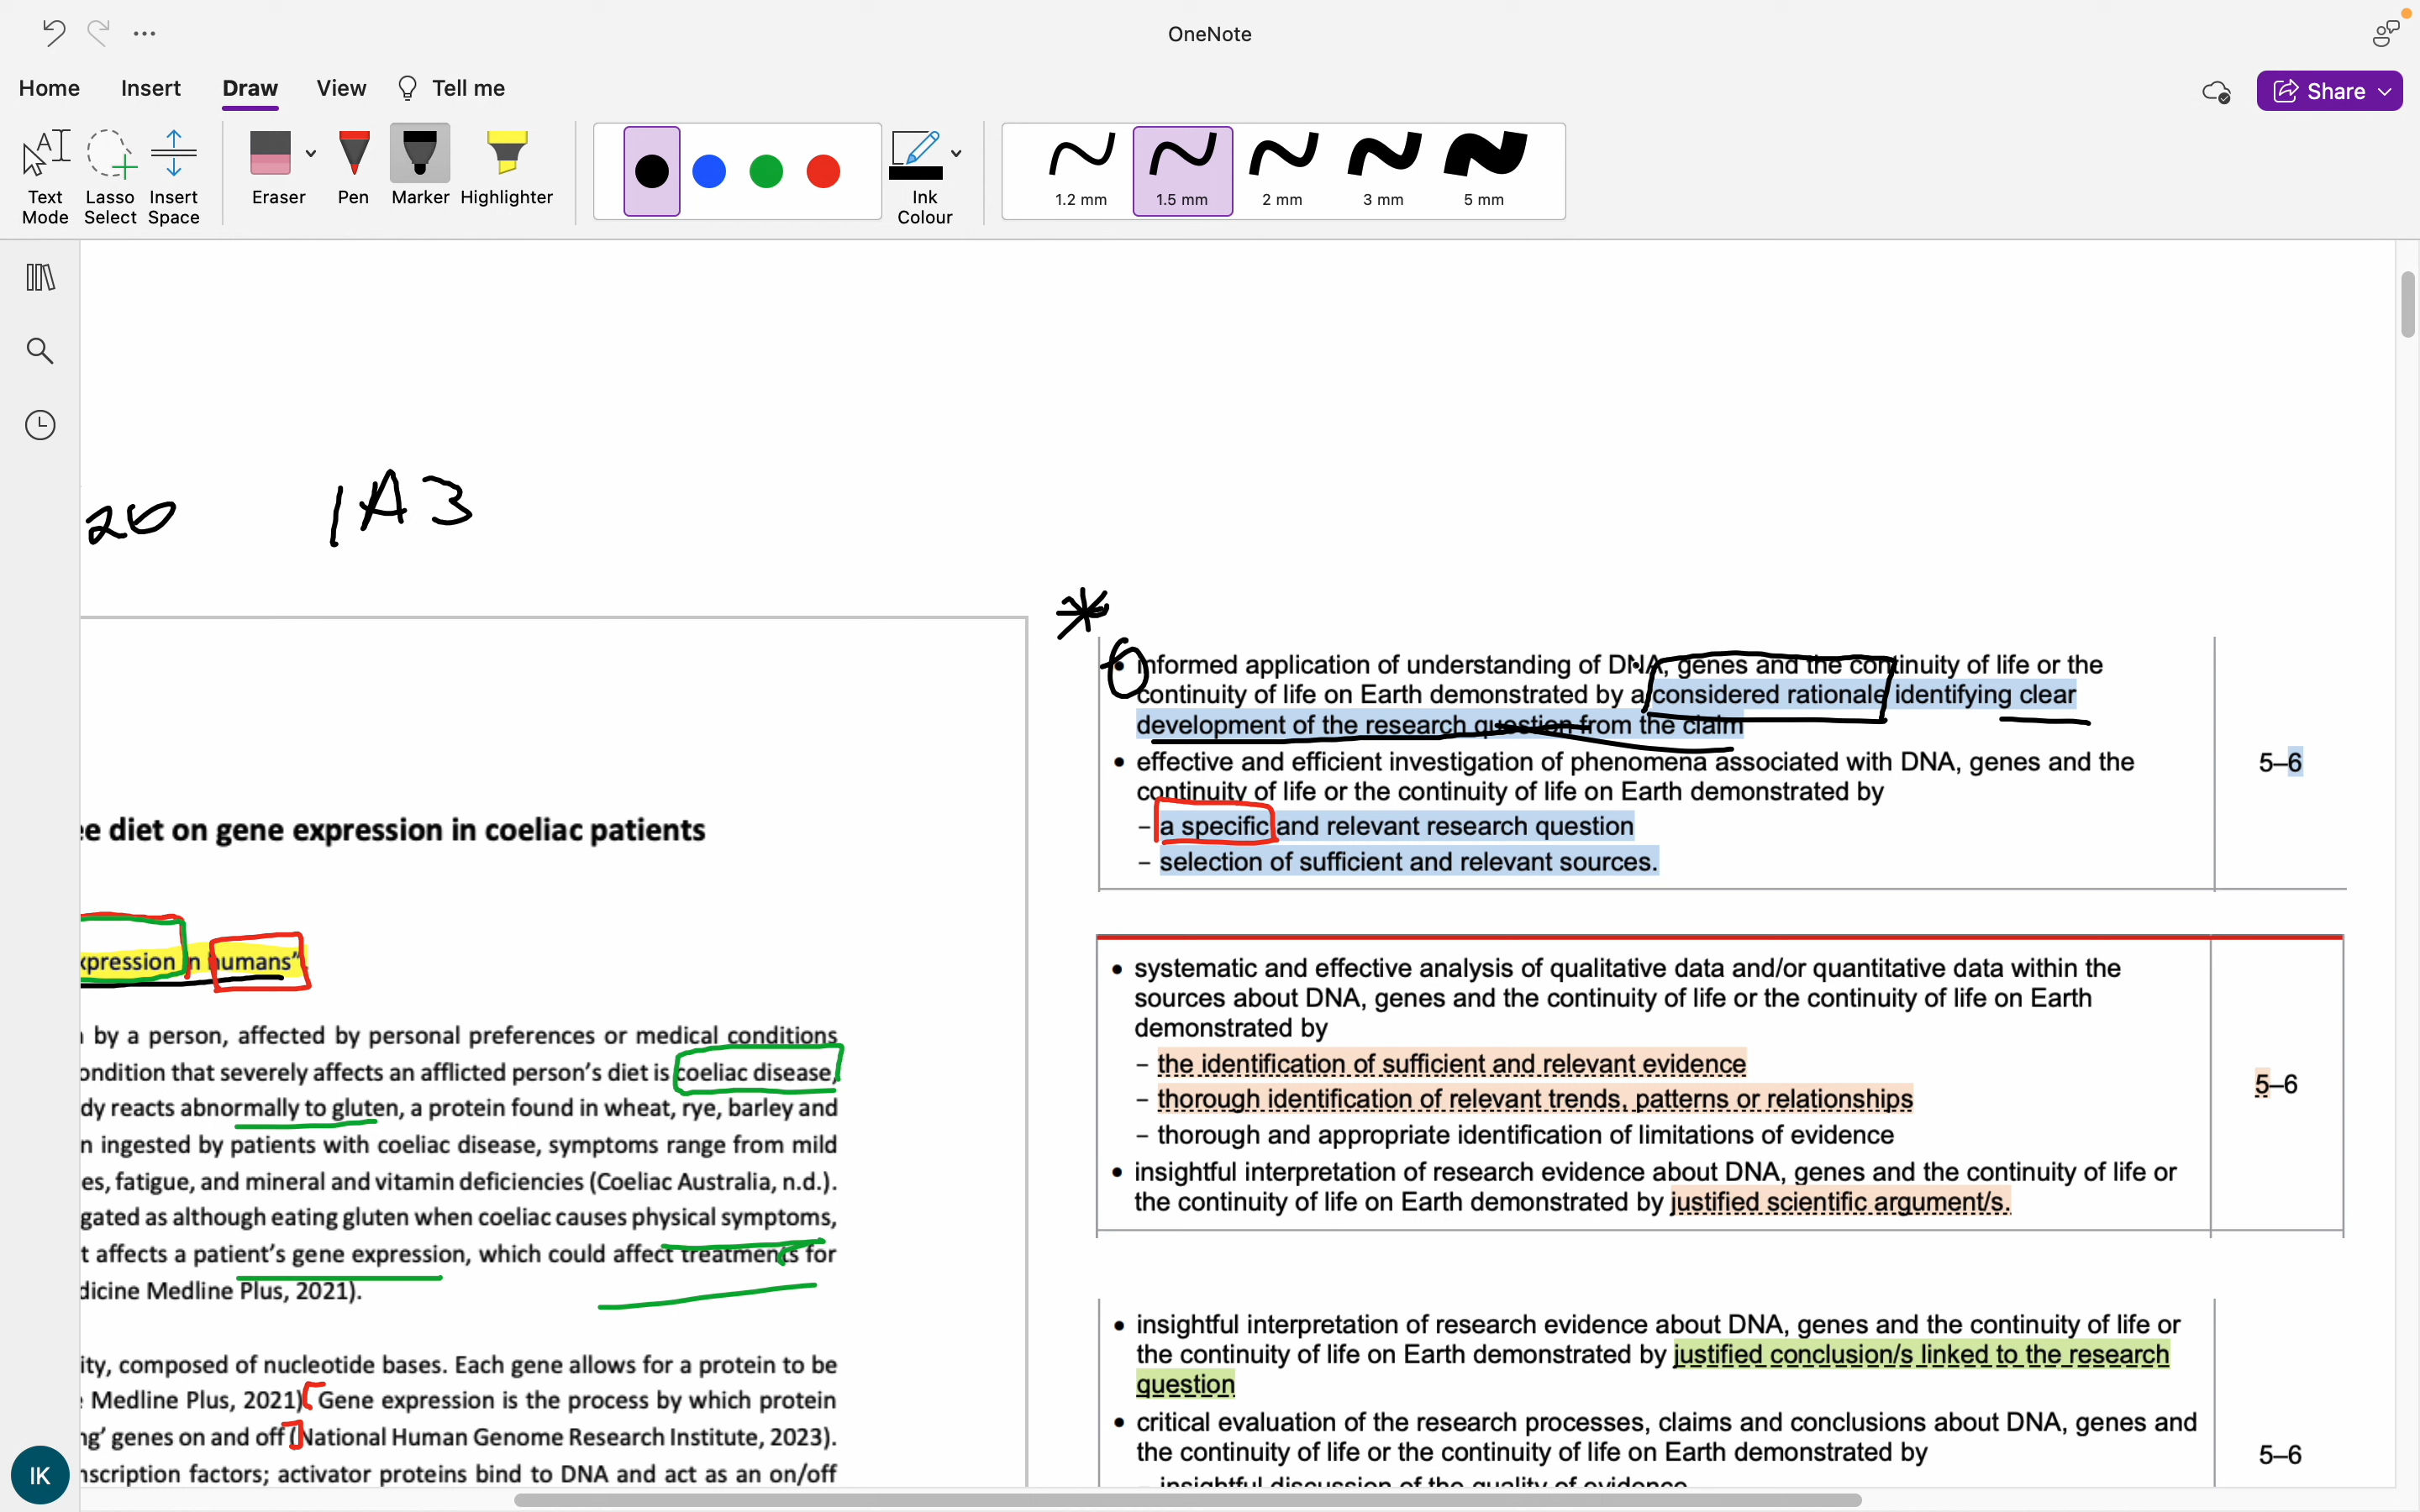 OneNote
Home Insert Draw View Tell me
Share
Text Mode
Lasso Select
Insert Space
Eraser
Pen
Marker
Highlighter
Ink Colour
1.2 mm
1.5 mm
2 mm
3 mm
5 mm
20 IA3
e diet on gene expression in coeliac patients
xpression in humans"
by a person, affected by personal preferences or medical conditions
ondition that severely affects an afflicted person's diet is coeliac disease,
dy reacts abnormally to gluten, a protein found in wheat, rye, barley and
n ingested by patients with coeliac disease, symptoms range from mild
es, fatigue, and mineral and vitamin deficiencies (Coeliac Australia, n.d.).
gated as although eating gluten when coeliac causes physical symptoms,
t affects a patient's gene expression, which could affect treatments for
dicine Medline Plus, 2021).
ity, composed of nucleotide bases. Each gene allows for a protein to be
Medline Plus, 2021). Gene expression is the process by which protein
ng' genes on and off (National Human Genome Research Institute, 2023).
nscription factors; activator proteins bind to DNA and act as an on/off
IK
• informed application of understanding of DNA, genes and the continuity of life or the
continuity of life on Earth demonstrated by a considered rationale identifying clear
development of the research question from the claim
• effective and efficient investigation of phenomena associated with DNA, genes and the
continuity of life or the continuity of life on Earth demonstrated by
– a specific and relevant research question
– selection of sufficient and relevant sources.
5–6
• systematic and effective analysis of qualitative data and/or quantitative data within the
sources about DNA, genes and the continuity of life or the continuity of life on Earth
demonstrated by
– the identification of sufficient and relevant evidence
– thorough identification of relevant trends, patterns or relationships
– thorough and appropriate identification of limitations of evidence
• insightful interpretation of research evidence about DNA, genes and the continuity of life or
the continuity of life on Earth demonstrated by justified scientific argument/s.
5–6
• insightful interpretation of research evidence about DNA, genes and the continuity of life or
the continuity of life on Earth demonstrated by justified conclusion/s linked to the research
question
• critical evaluation of the research processes, claims and conclusions about DNA, genes and
the continuity of life or the continuity of life on Earth demonstrated by
– insightful discussion of the quality of evidence
5–6